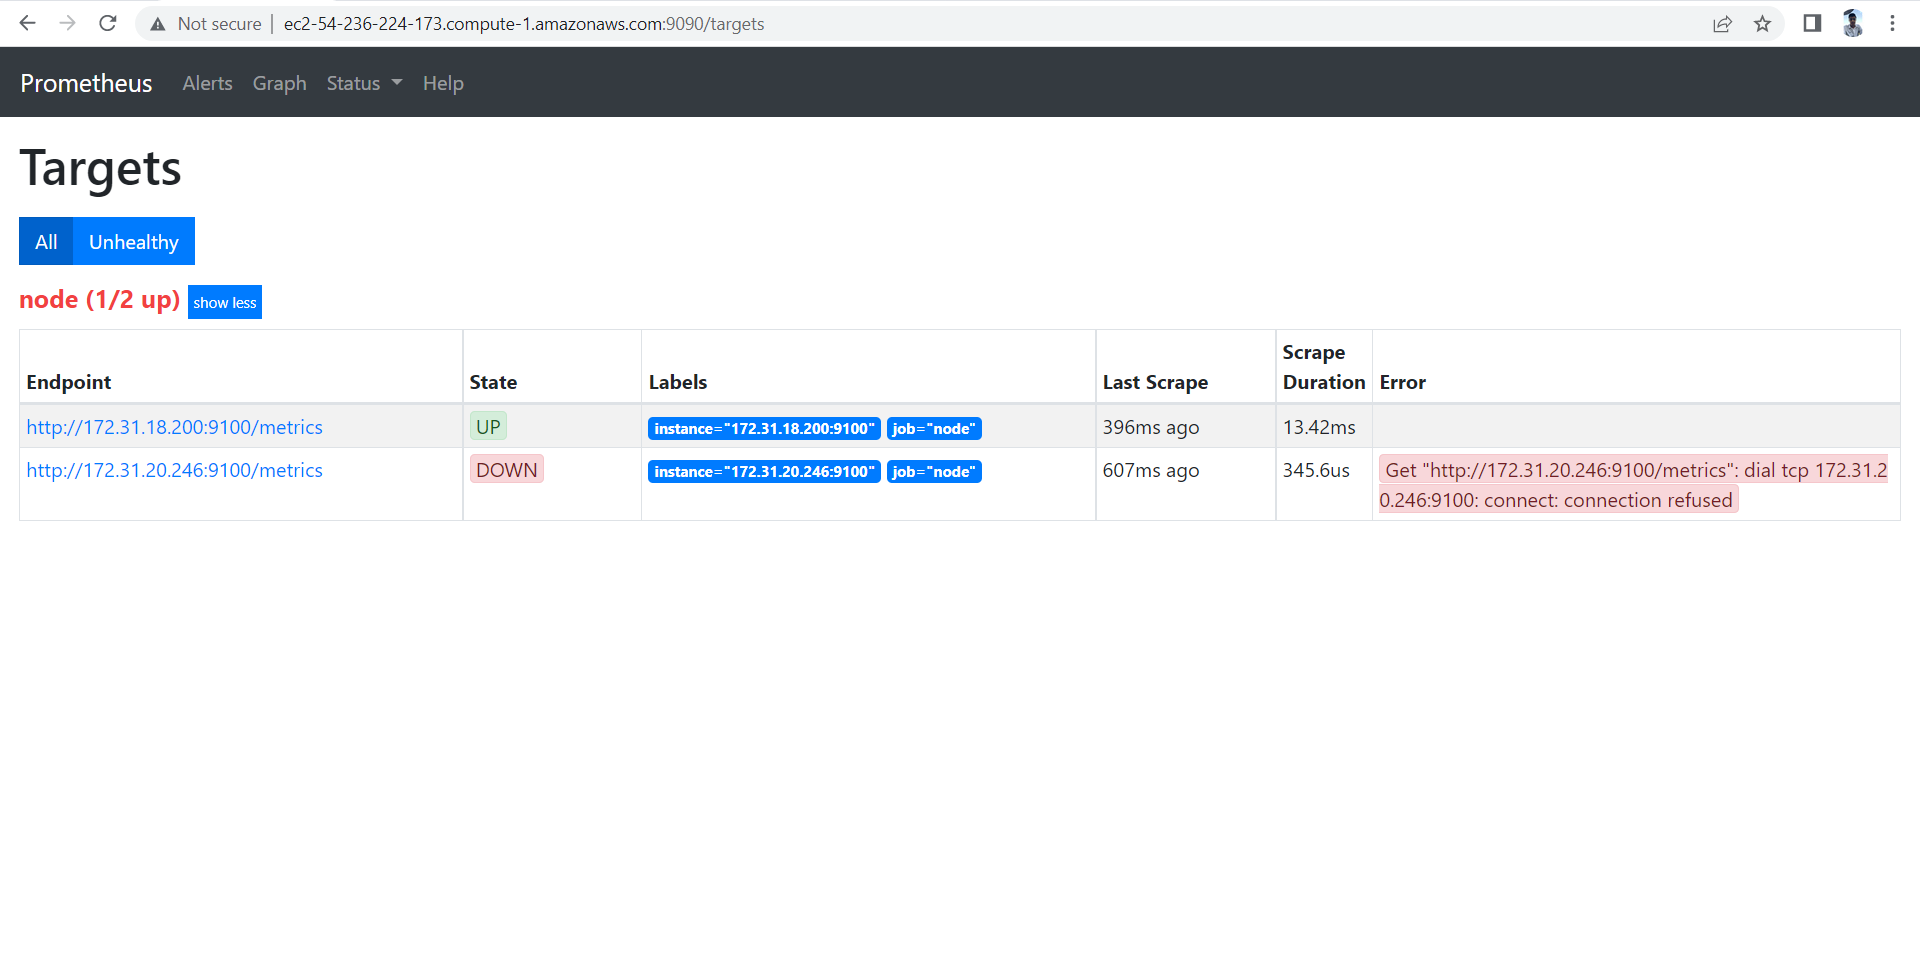 Not secure ec2-54-236-224-173.compute-1.amazonaws.com:9090/targets
Prometheus Alerts Graph Status Help
Targets
All Unhealthy
node (1/2 up) show less
Endpoint State Labels Last Scrape Scrape Duration Error
http://172.31.18.200:9100/metrics UP instance="172.31.18.200:9100" job="node" 396ms ago 13.42ms
http://172.31.20.246:9100/metrics DOWN instance="172.31.20.246:9100" job="node" 607ms ago 345.6us Get "http://172.31.20.246:9100/metrics": dial tcp 172.31.2
0.246:9100: connect: connection refused